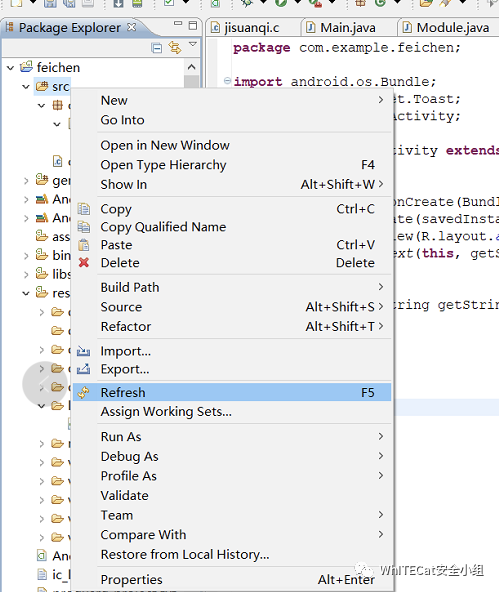 Package Explorer
jisuanqi.c
Main.java
Module.java
feichen
src
gen
And
And
ass
bin
libs
res
And
ic_l
New
Go Into
Open in New Window
Open Type Hierarchy F4
Show In Alt+Shift+W
Copy Ctrl+C
Copy Qualified Name
Paste Ctrl+V
Delete Delete
Build Path
Source Alt+Shift+S
Refactor Alt+Shift+T
Import...
Export...
Refresh F5
Assign Working Sets...
Run As
Debug As
Profile As
Validate
Team
Compare With
Restore from Local History...
Properties Alt+Enter
package com.example.feichen;
import android.os.Bundle;
et.Toast;
ctivity;
tivity extends
onCreate(Bundl
ate(savedInsta
iew(R.layout.a
ext(this, getS
tring getStrin
WhITECat安全小组